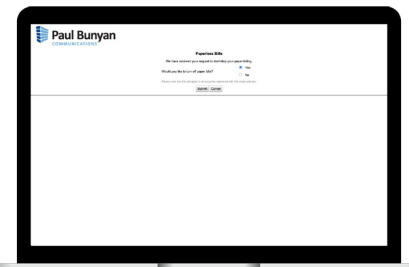 Paul Bunyan
COMMUNICATIONS
Paperless Bills
We have received your request to start/stop your paper billing.
Would you like to turn off paper bills?
Yes
No
Submit Cancel